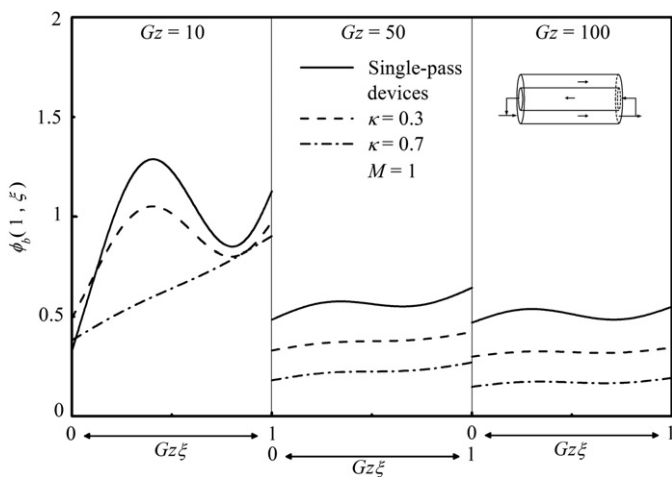 2
Gz = 10
Gz = 50
Gz = 100
Single-pass
devices
κ = 0.3
κ = 0.7
M = 1
1.5
1
0.5
0
ϕb(1, ξ)
0
1
0
1
0
1
Gzξ
Gzξ
Gzξ